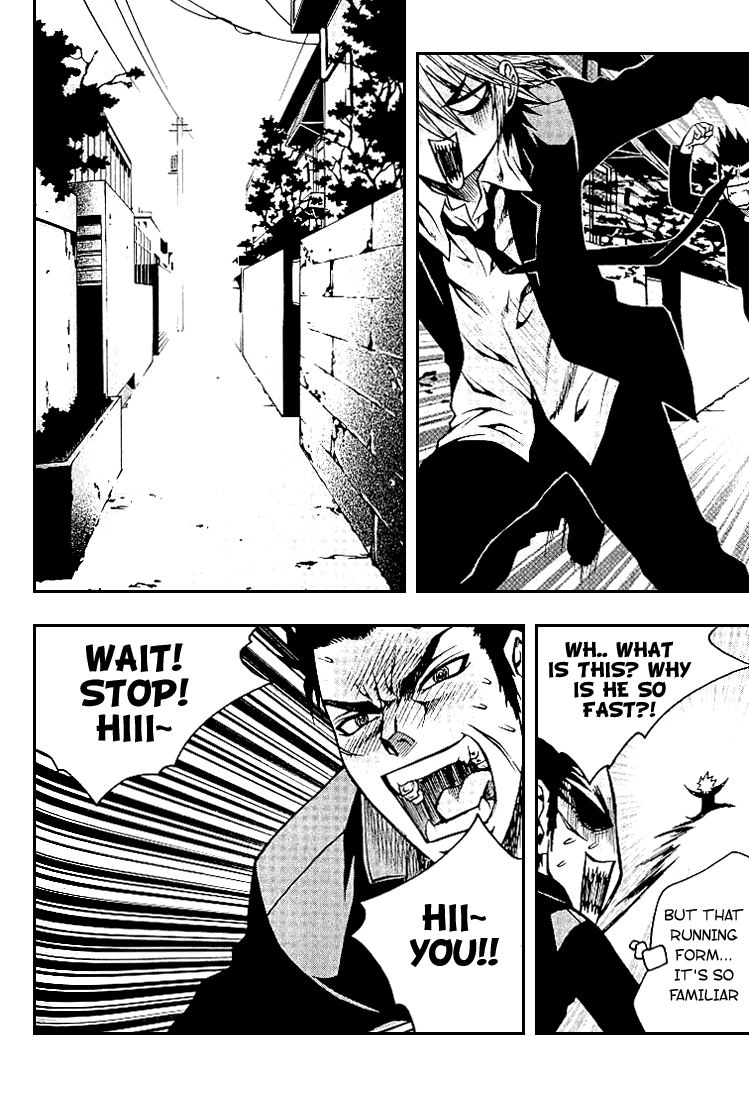 WH.. WHAT
IS THIS? WHY
IS HE SO
FAST?!
BUT THAT
RUNNING
FORM...
IT'S SO
FAMILIAR
WAIT!
STOP!
HIII~
HII~
YOU!!